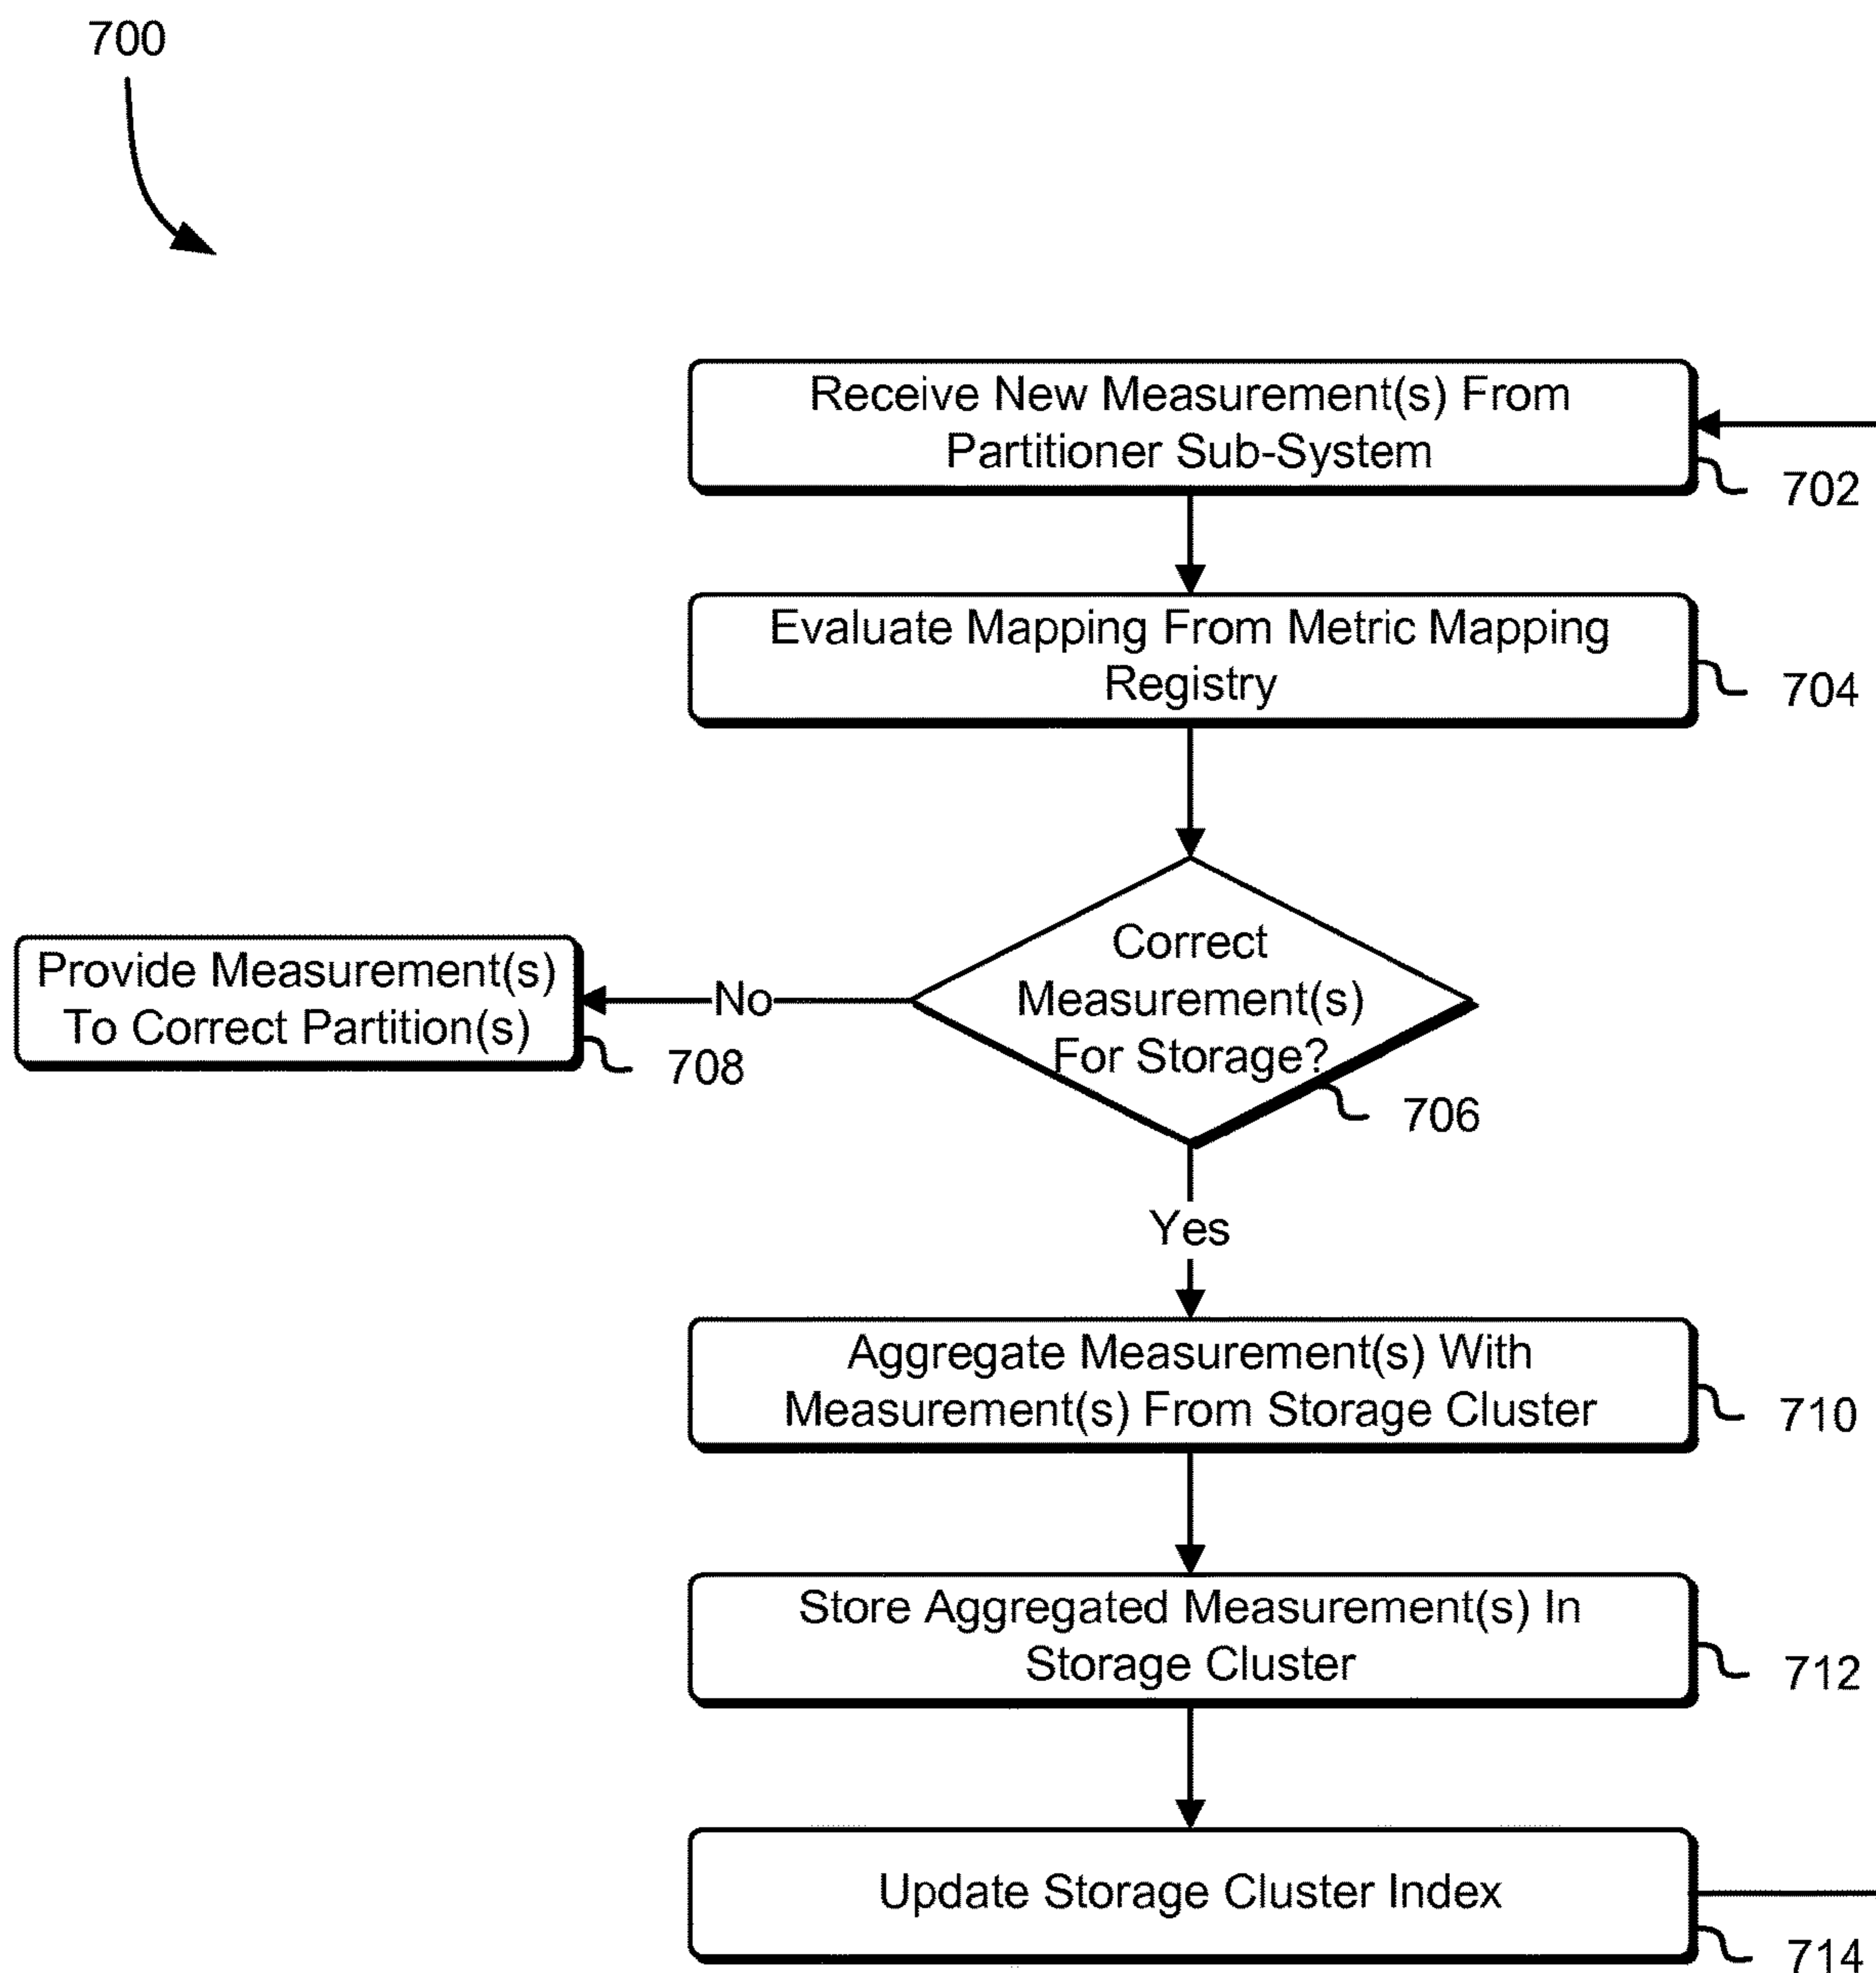 700
Receive New Measurement(s) From
Partitioner Sub-System
702
Evaluate Mapping From Metric Mapping
Registry
704
Correct
Measurement(s)
For Storage?
706
No
Provide Measurement(s)
To Correct Partition(s)
708
Yes
Aggregate Measurement(s) With
Measurement(s) From Storage Cluster
710
Store Aggregated Measurement(s) In
Storage Cluster
712
Update Storage Cluster Index
714